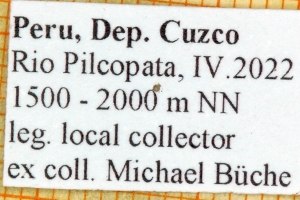 Peru, Dep. Cuzco
Rio Pilcopata, IV.2022
1500 - 2000 m NN
leg. local collector
ex coll. Michael Büche